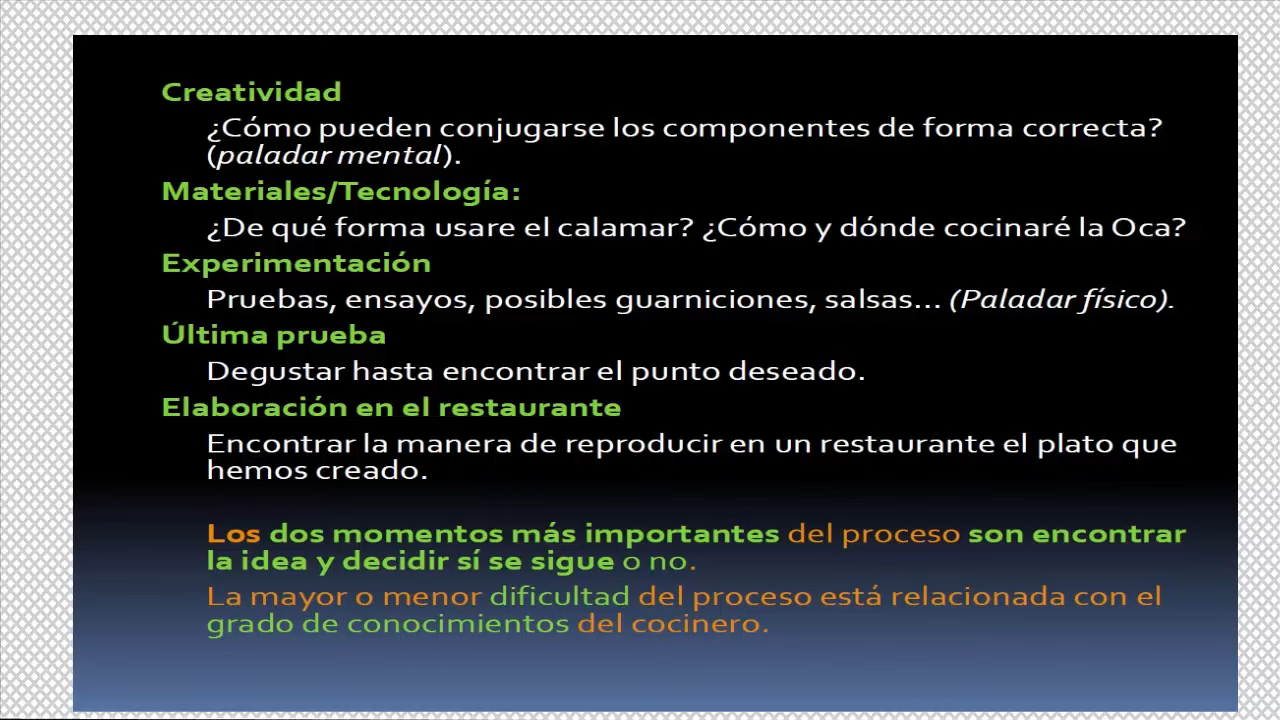 Creatividad
¿Cómo pueden conjugarse los componentes de forma correcta?
(paladar mental).
Materiales/Tecnología:
¿De qué forma usare el calamar? ¿Cómo y dónde cocinaré la Oca?
Experimentación
Pruebas, ensayos, posibles guarniciones, salsas... (Paladar físico).
Última prueba
Degustar hasta encontrar el punto deseado.
Elaboración en el restaurante
Encontrar la manera de reproducir en un restaurante el plato que
hemos creado.
Los dos momentos más importantes del proceso son encontrar
la idea y decidir sí se sigue o no.
La mayor o menor dificultad del proceso está relacionada con el
grado de conocimientos del cocinero.